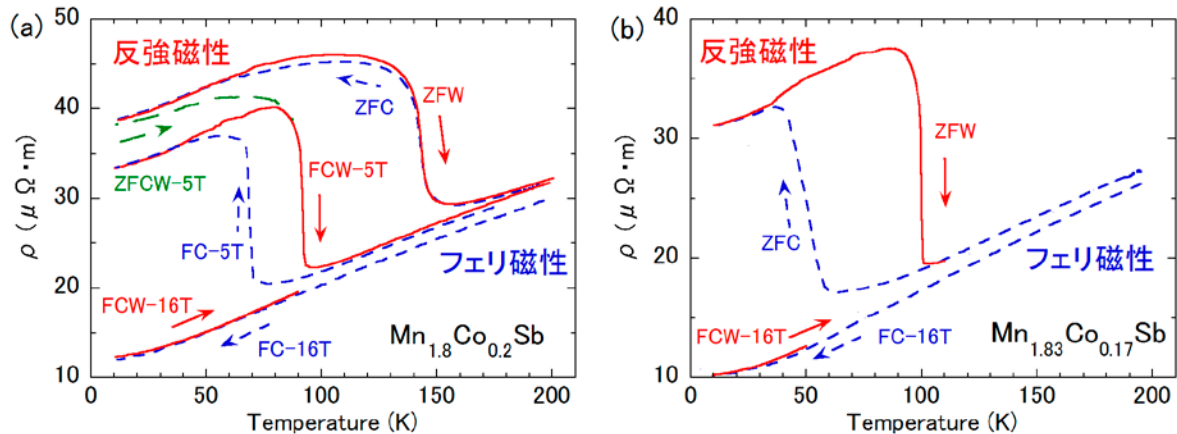 (a)
50
40
30
20
10
ρ (μ Ω・m)
反強磁性
ZFC
ZFW
ZFCW-5T
FCW-5T
FC-5T
フェリ磁性
FCW-16T
FC-16T
Mn1.8Co0.2Sb
0 50 100 150 200
Temperature (K)
(b)
40
30
20
10
ρ (μ Ω・m)
反強磁性
ZFW
ZFC
フェリ磁性
FCW-16T
FC-16T
Mn1.83Co0.17Sb
0 50 100 150 200
Temperature (K)